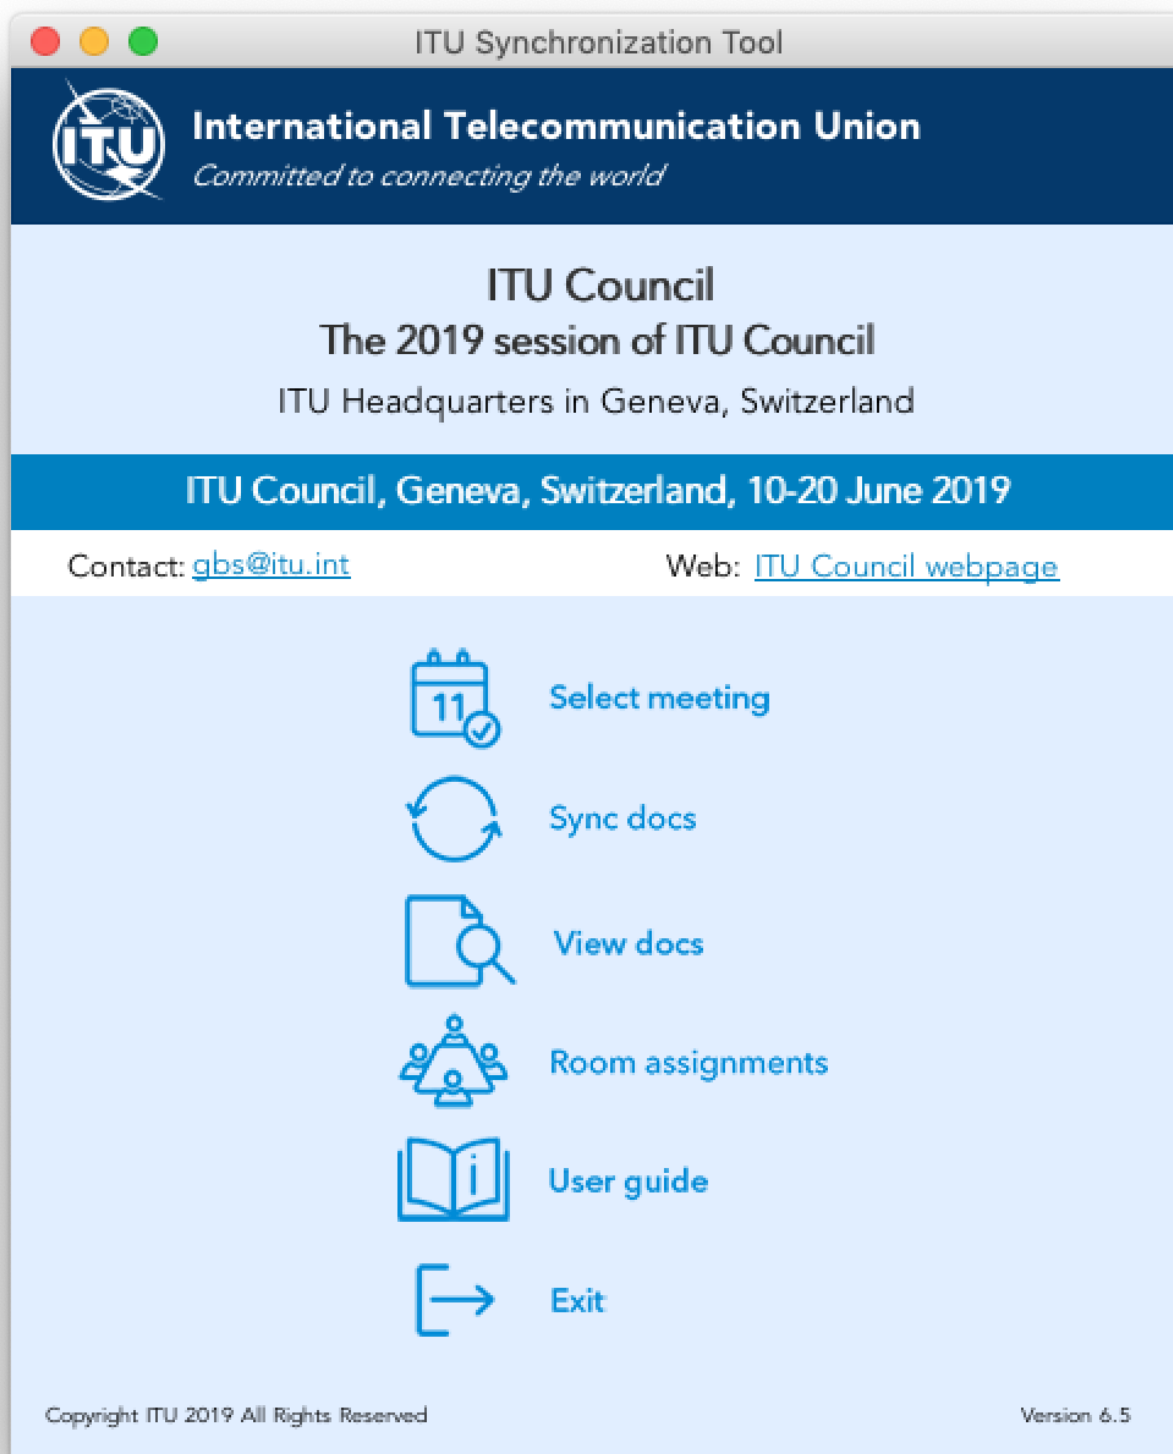 ITU Synchronization Tool
ITU
International Telecommunication Union
Committed to connecting the world
ITU Council
The 2019 session of ITU Council
ITU Headquarters in Geneva, Switzerland
ITU Council, Geneva, Switzerland, 10-20 June 2019
Contact: gbs@itu.int Web: ITU Council webpage
11 Select meeting
Sync docs
View docs
Room assignments
i User guide
Exit
Copyright ITU 2019 All Rights Reserved Version 6.5